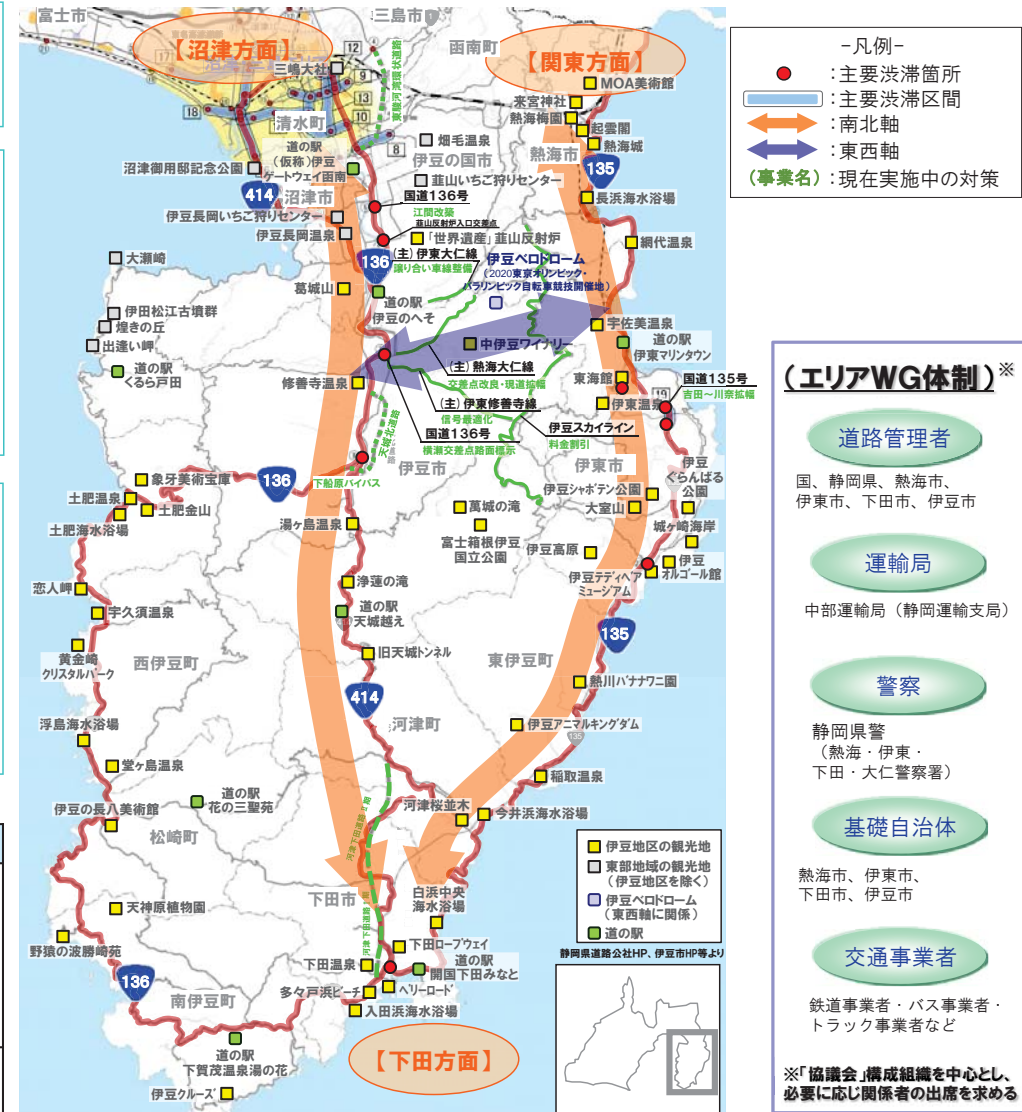 富士市
三島市
函南町
【沼津方面】
【関東方面】
三嶋大社
MOA美術館
来宮神社
熱海梅園
起雲閣
熱海城
熱海市
135
長浜海水浴場
網代温泉
清水町
東駿河湾環状道路
畑毛温泉
伊豆の国市
韮山いちご狩りセンター
道の駅
(仮称)伊豆
ゲートウェイ函南
沼津御用邸記念公園
414
沼津市
国道136号
江間改築
韮山反射炉入口交差点
伊豆長岡いちご狩りセンター
伊豆長岡温泉
「世界遺産」韮山反射炉
(主)伊東大仁線
譲り合い車線整備
伊豆ベロドローム
(2020東京オリンピック・
パラリンピック自転車競技開催地)
136
大瀬崎
葛城山
道の駅
伊豆のへそ
伊田松江古墳群
煌きの丘
出逢い岬
道の駅
くるら戸田
宇佐美温泉
道の駅
伊東マリンタウン
中伊豆ワイナリー
(主)熱海大仁線
交差点改良・現道拡幅
修善寺温泉
東海館
国道135号
吉田~川奈拡幅
伊東温泉
(主)伊東修善寺線
信号最適化
国道136号
横瀬交差点路面標示
伊豆スカイライン
料金割引
天城北道路
伊豆市
伊東市
下船原バイパス
136
象牙美術宝庫
土肥温泉
土肥金山
土肥海水浴場
湯ヶ島温泉
萬城の滝
富士箱根伊豆
国立公園
伊豆シャボテン公園
大室山
伊豆
ぐらんぱる
公園
城ヶ崎海岸
伊豆高原
伊豆
オルゴール館
伊豆テディベア
ミュージアム
恋人岬
宇久須温泉
浄蓮の滝
道の駅
天城越え
135
黄金崎
クリスタルパーク
西伊豆町
旧天城トンネル
東伊豆町
414
熱川バナナワニ園
河津町
伊豆アニマルキングダム
135
浮島海水浴場
堂ヶ島温泉
稲取温泉
道の駅
花の三聖苑
伊豆の長八美術館
松崎町
河津桜並木
今井浜海水浴場
下田市
白浜中央
海水浴場
天神原植物園
野猿の波勝崎苑
下田ロープウェイ
下田温泉
道の駅
開国下田みなと
ペリーロード
多々戸浜ビーチ
入田浜海水浴場
136
南伊豆町
道の駅
下賀茂温泉湯の花
伊豆クルーズ
【下田方面】
12
13
9
17
18
8
19
-凡例-
:主要渋滞箇所
:主要渋滞区間
:南北軸
:東西軸
(事業名):現在実施中の対策
伊豆地区の観光地
東部地域の観光地
(伊豆地区を除く)
伊豆ベロドローム
(東西軸に関係)
道の駅
静岡県道路公社HP、伊豆市HP等より
(エリアWG体制)※
道路管理者
国、静岡県、熱海市、
伊東市、下田市、伊豆市
運輸局
中部運輸局(静岡運輸支局)
警察
静岡県警
(熱海・伊東・
下田・大仁警察署)
基礎自治体
熱海市、伊東市、
下田市、伊豆市
交通事業者
鉄道事業者・バス事業者・
トラック事業者など
※「協議会」構成組織を中心とし、
必要に応じ関係者の出席を求める